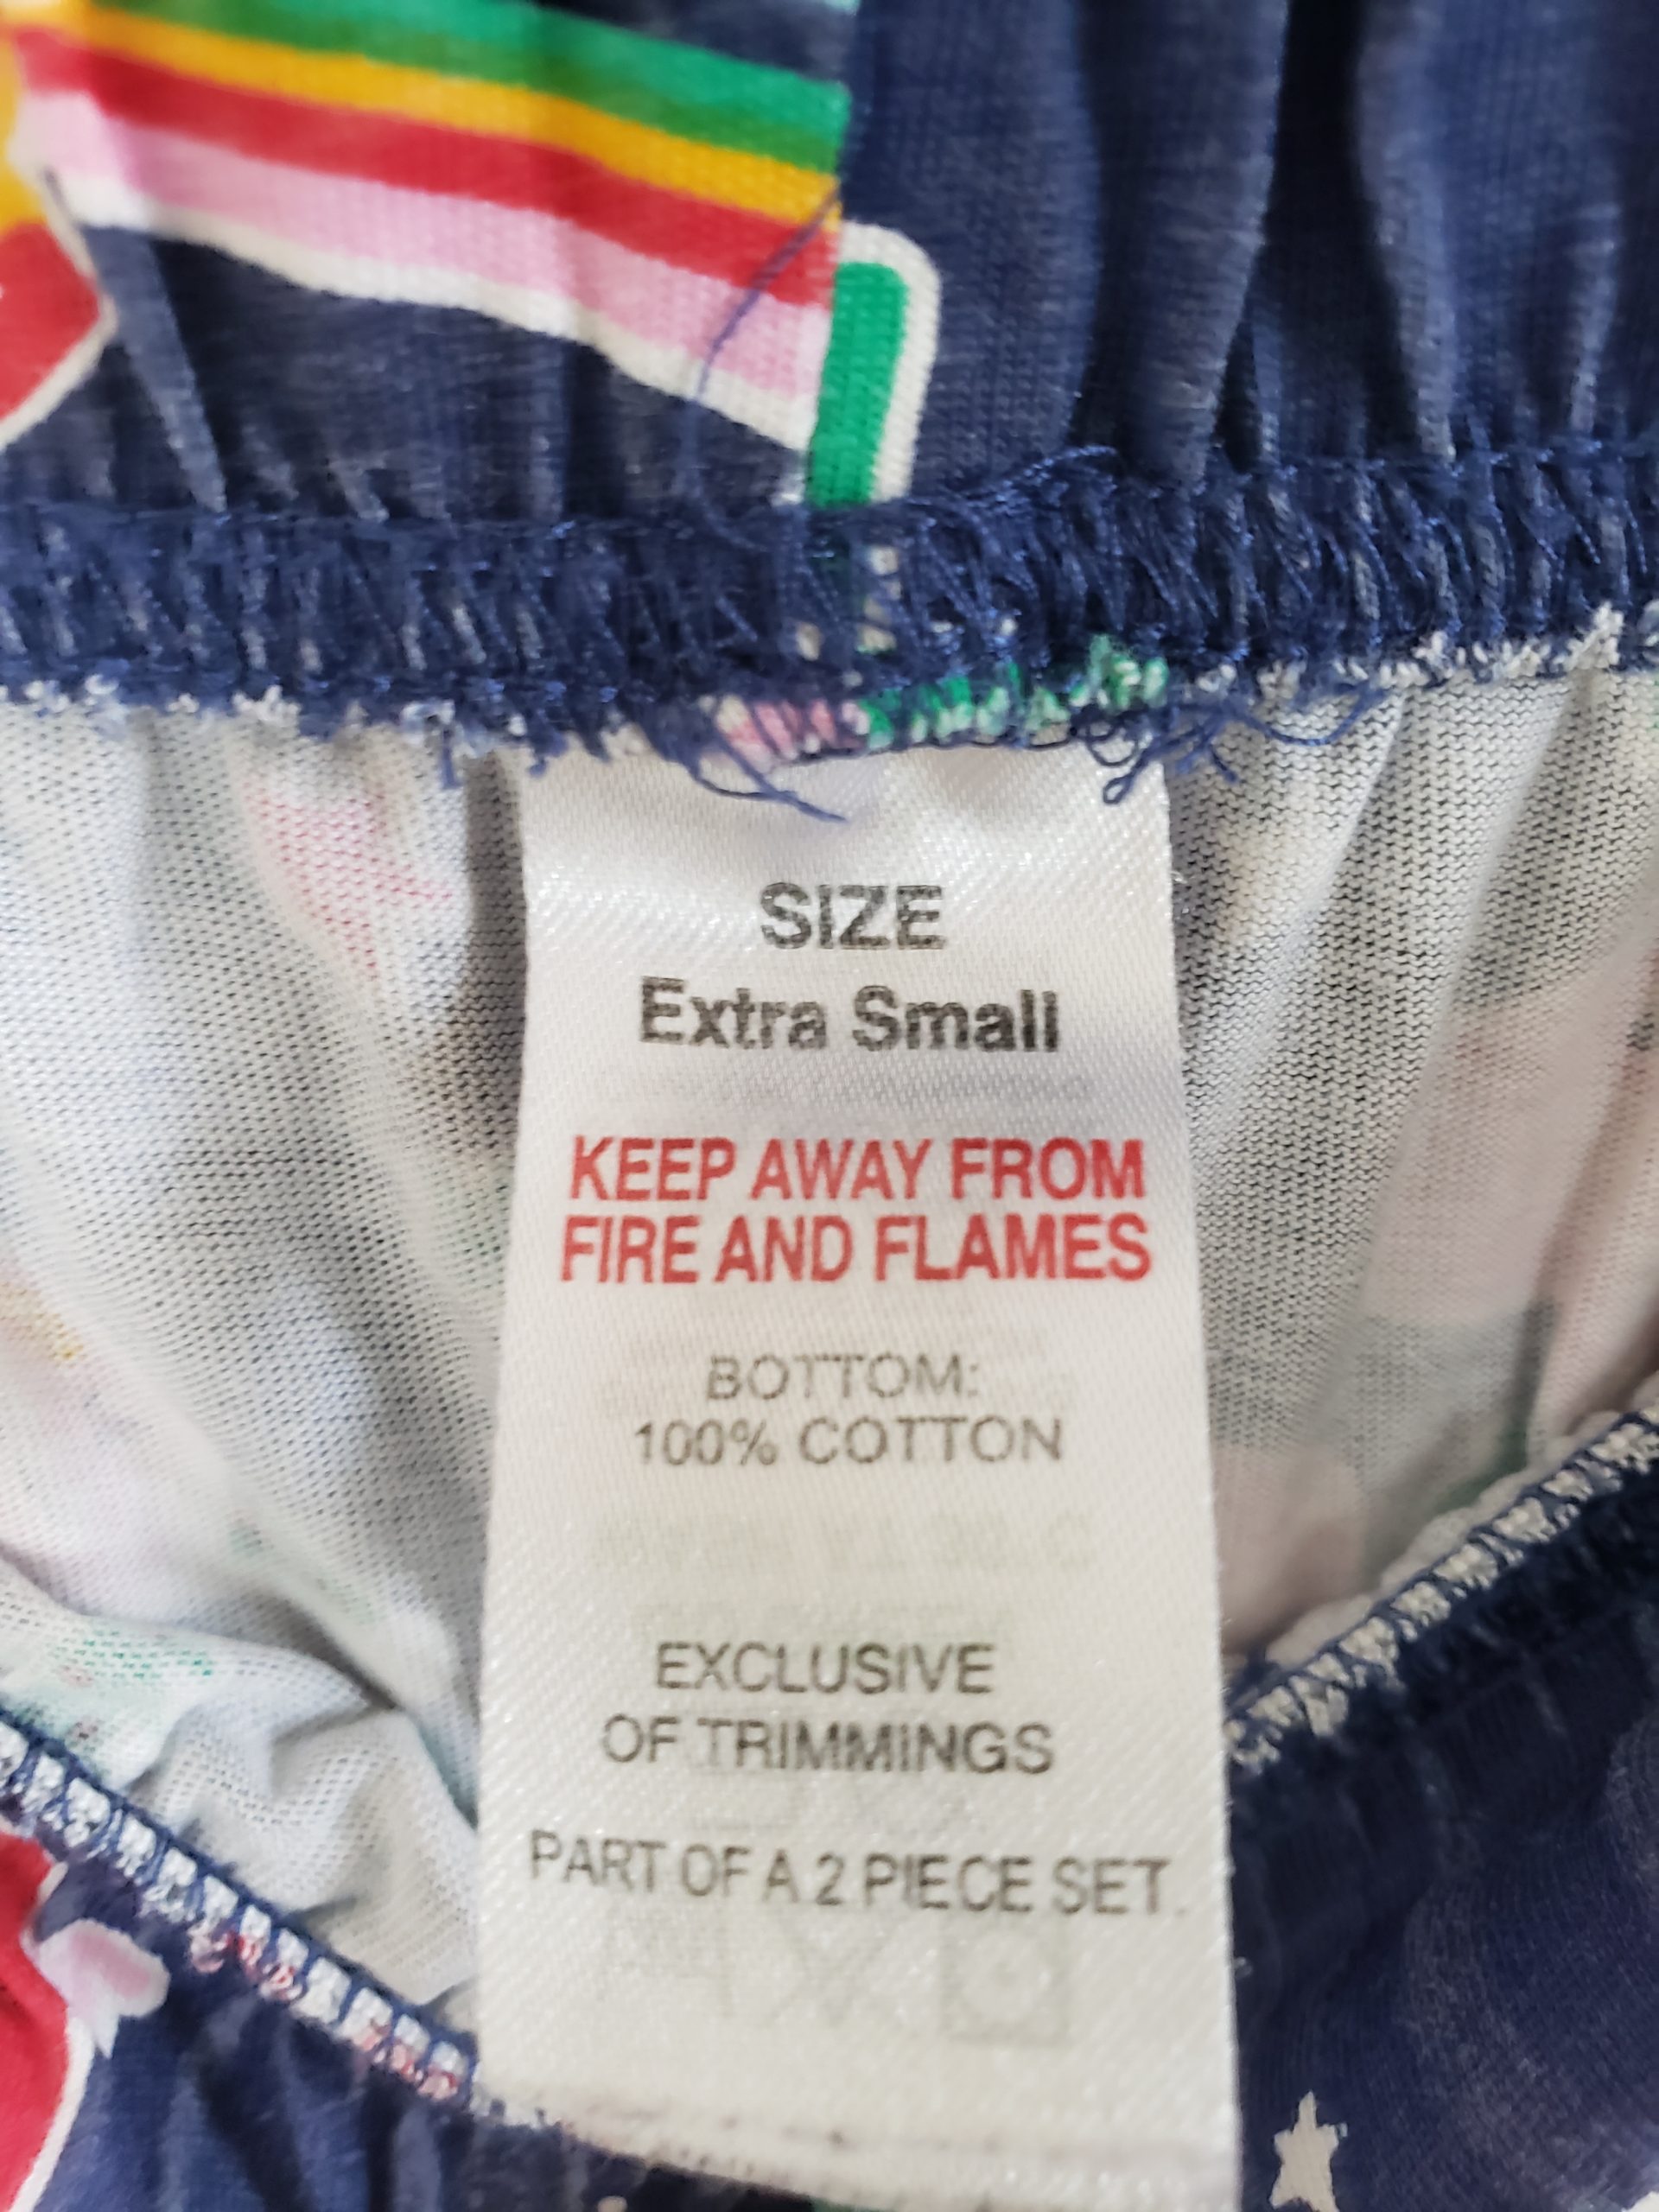 SIZE
Extra Small
KEEP AWAY FROM
FIRE AND FLAMES
BOTTOM:
100% COTTON
EXCLUSIVE
OF TRIMMINGS
PART OF A 2 PIECE SET.